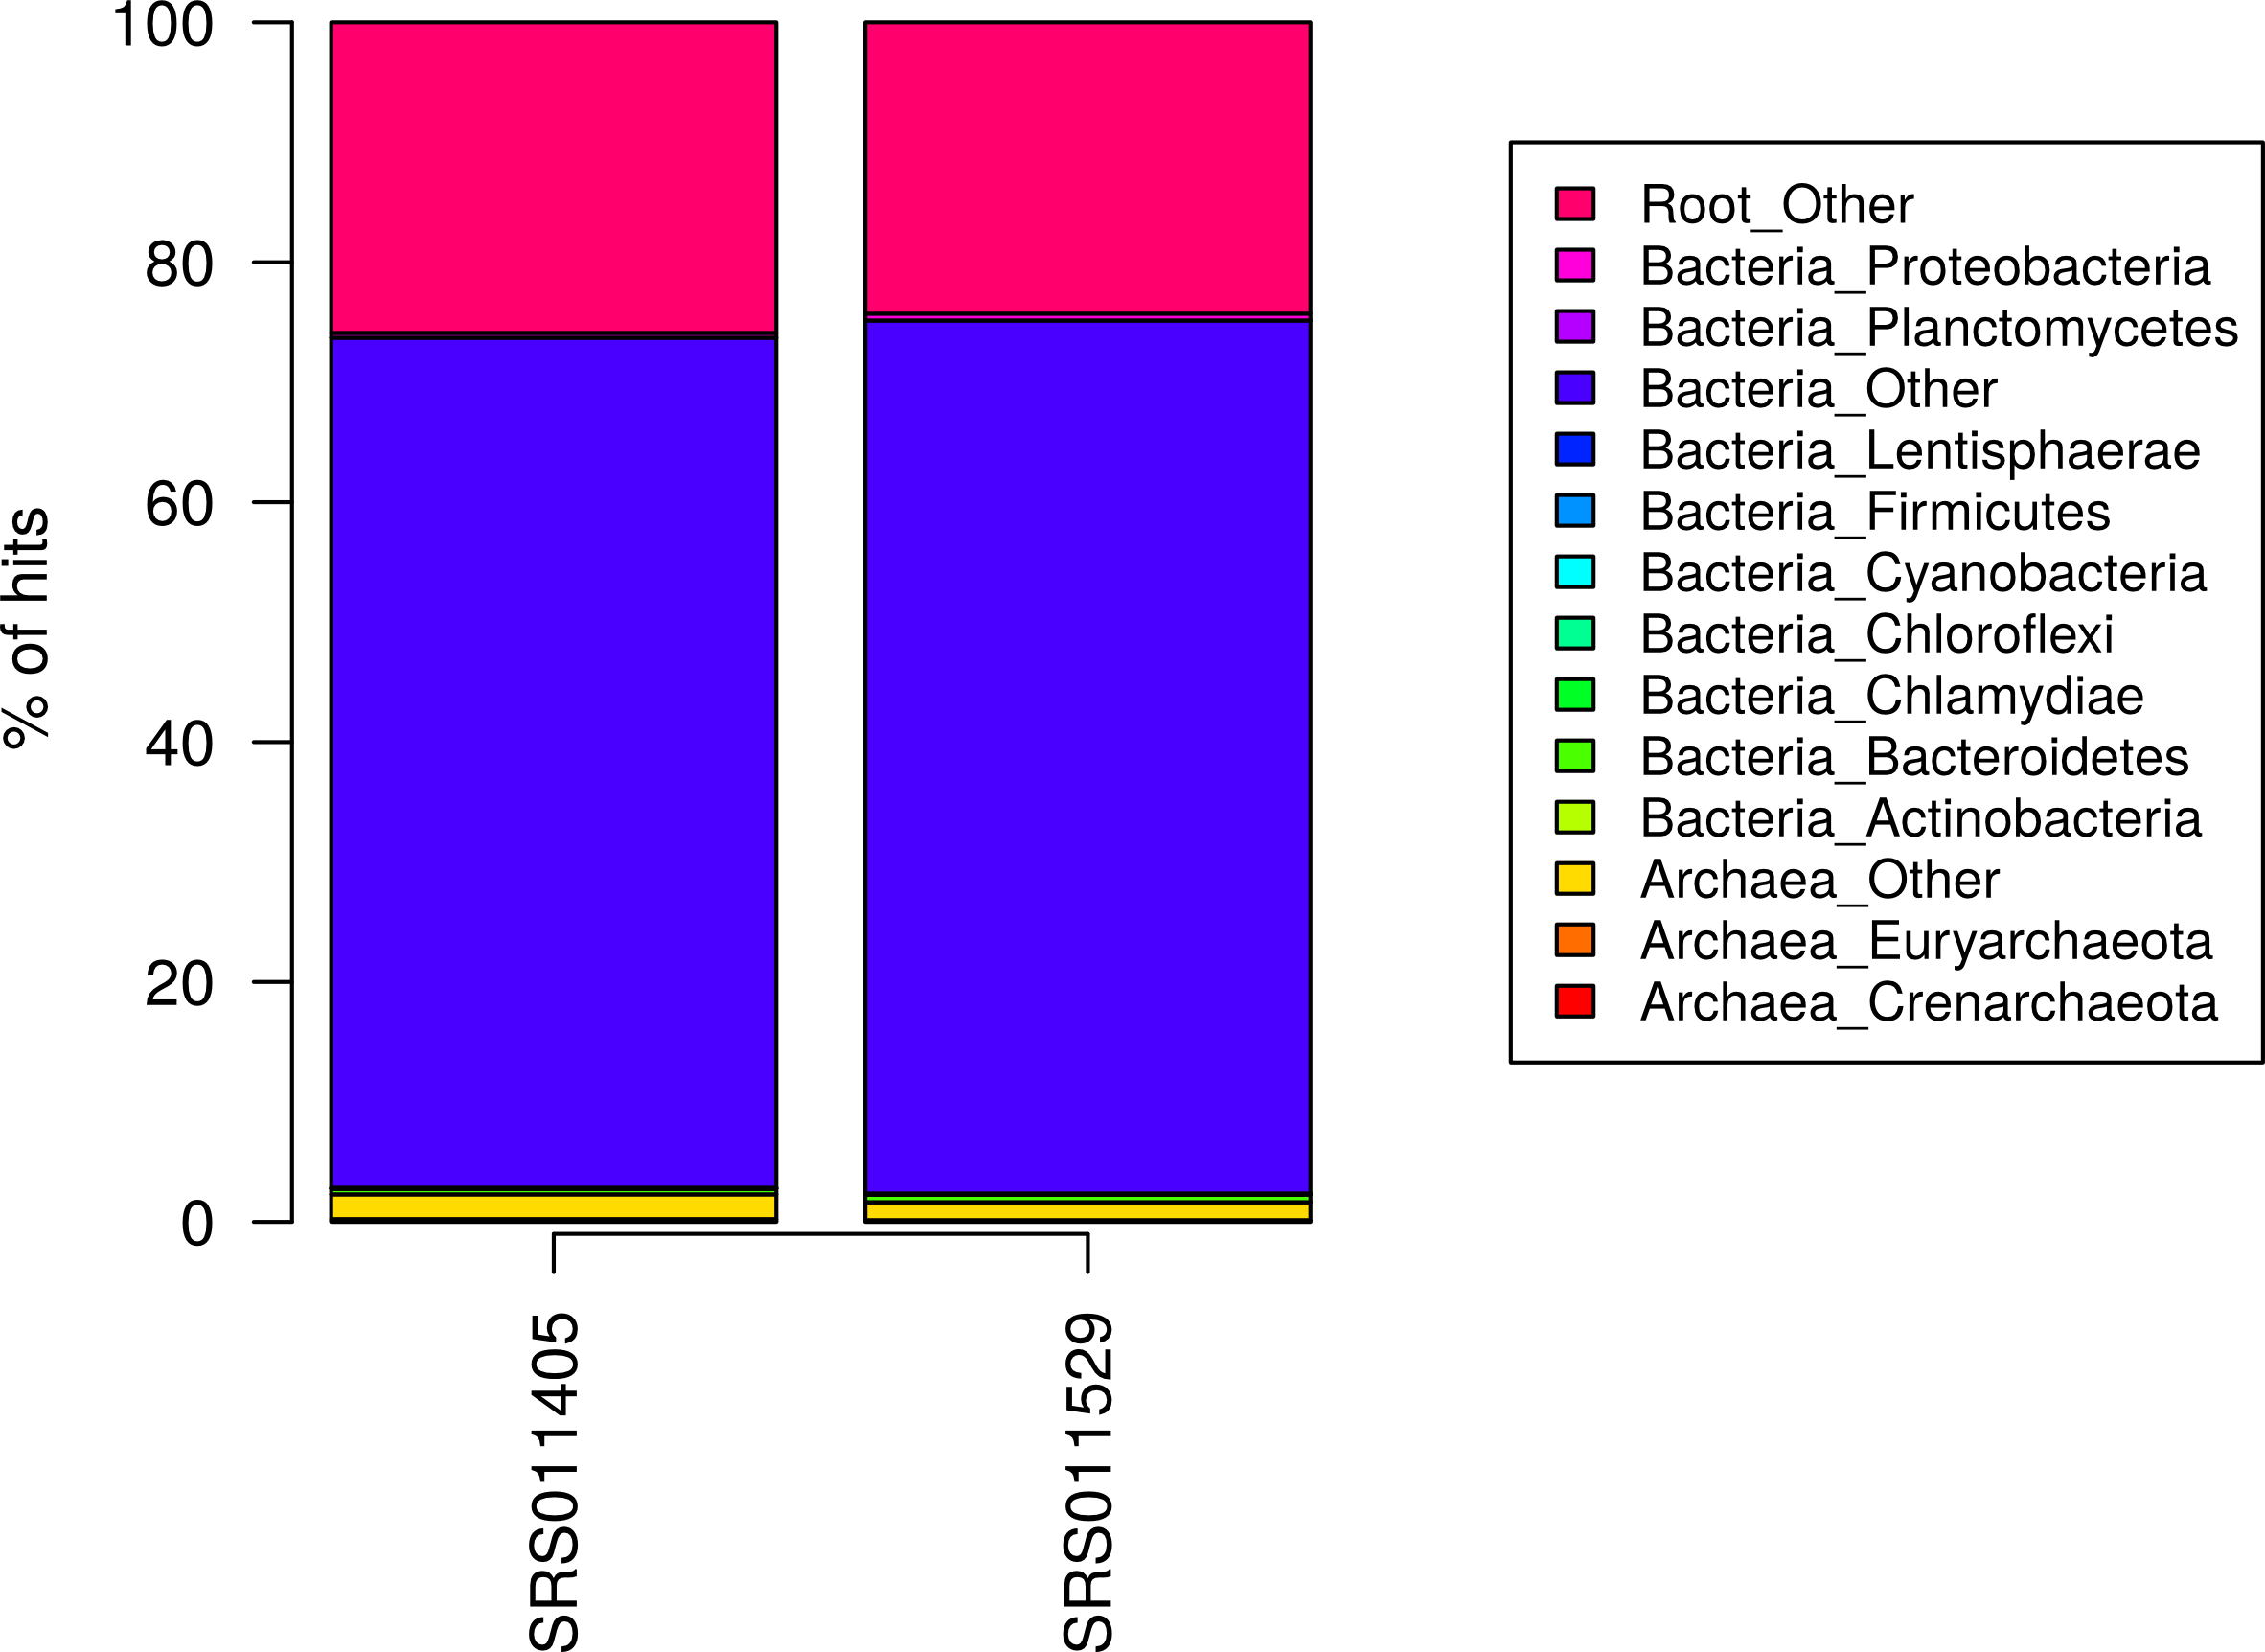 % of hits
100
80
60
40
20
0
SRS011405
SRS011529
Root_Other
Bacteria_Proteobacteria
Bacteria_Planctomycetes
Bacteria_Other
Bacteria_Lentisphaerae
Bacteria_Firmicutes
Bacteria_Cyanobacteria
Bacteria_Chloroflexi
Bacteria_Chlamydiae
Bacteria_Bacteroidetes
Bacteria_Actinobacteria
Archaea_Other
Archaea_Euryarchaeota
Archaea_Crenarchaeota